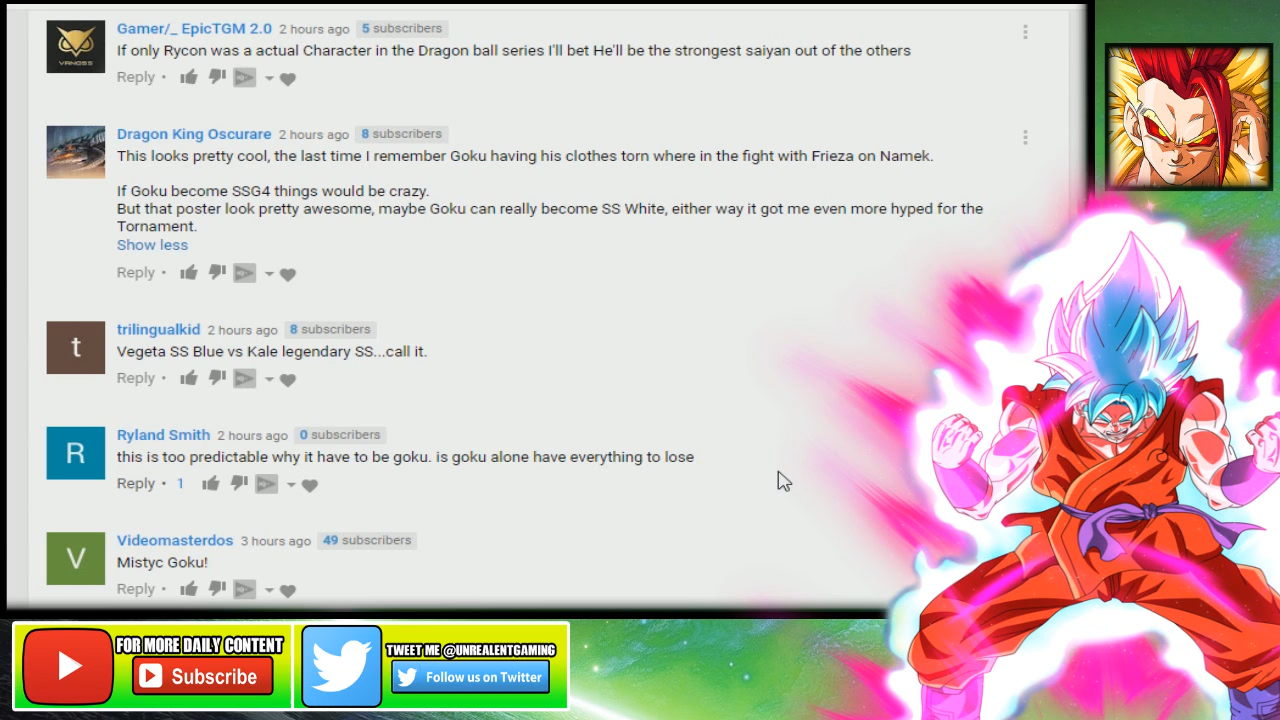 Gamer/_ EpicTGM 2.0 2 hours ago 5 subscribers
If only Rycon was a actual Character in the Dragon ball series I'll bet He'll be the strongest saiyan out of the others
Reply •
VANOSS
Dragon King Oscurare 2 hours ago 8 subscribers
This looks pretty cool, the last time I remember Goku having his clothes torn where in the fight with Frieza on Namek.
If Goku become SSG4 things would be crazy.
But that poster look pretty awesome, maybe Goku can really become SS White, either way it got me even more hyped for the
Tornament.
Show less
Reply •
t
trilingualkid 2 hours ago 8 subscribers
Vegeta SS Blue vs Kale legendary SS...call it.
Reply •
R
Ryland Smith 2 hours ago 0 subscribers
this is too predictable why it have to be goku. is goku alone have everything to lose
Reply • 1
V
Videomasterdos 3 hours ago 49 subscribers
Mistyc Goku!
Reply •
FOR MORE DAILY CONTENT
Subscribe
TWEET ME @UNREALENTGAMING
Follow us on Twitter